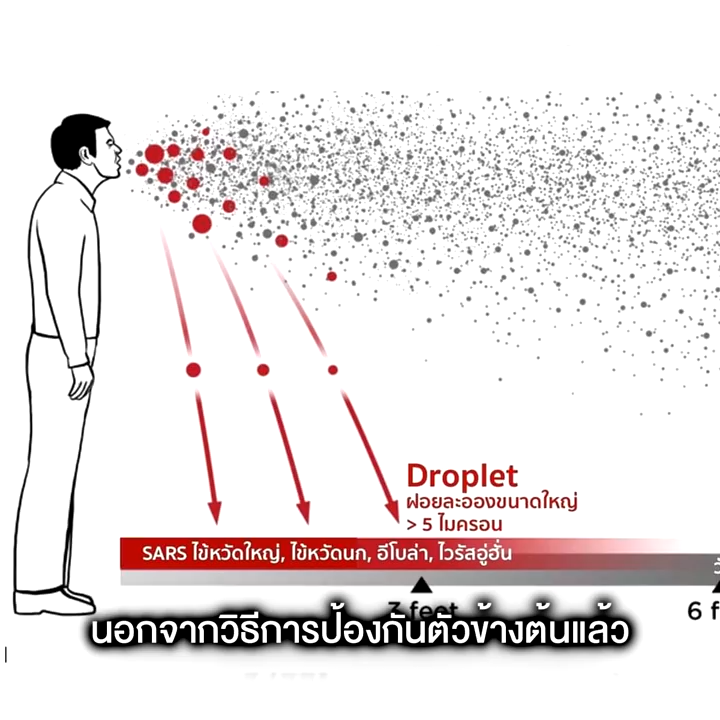 Droplet
ฝอยละอองขนาดใหญ่
> 5 ไมครอน
SARS ไข้หวัดใหญ่, ไข้หวัดนก, อีโบล่า, ไวรัสอู่ฮั่น
3 feet
6 f
นอกจากวิธีการป้องกันตัวข้างต้นแล้ว